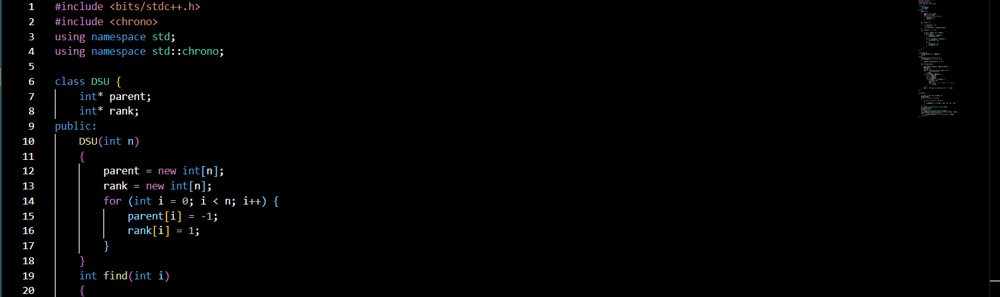 1 #include <bits/stdc++.h>
2 #include <chrono>
3 using namespace std;
4 using namespace std::chrono;
5
6 class DSU {
7     int* parent;
8     int* rank;
9 public:
10     DSU(int n)
11     {
12         parent = new int[n];
13         rank = new int[n];
14         for (int i = 0; i < n; i++) {
15             parent[i] = -1;
16             rank[i] = 1;
17         }
18     }
19     int find(int i)
20     {